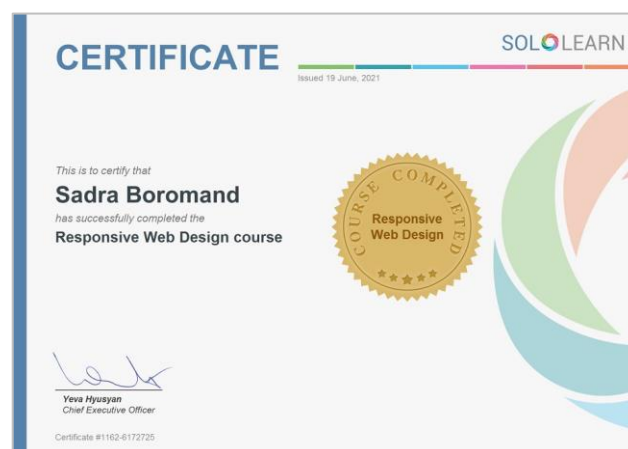 CERTIFICATE
SOLOLEARN
Issued 19 June, 2021
This is to certify that
Sadra Boromand
has successfully completed the
Responsive Web Design course
COURSE COMPLETED
Responsive
Web Design
Yeva Hyusyan
Chief Executive Officer
Certificate #1162-6172725